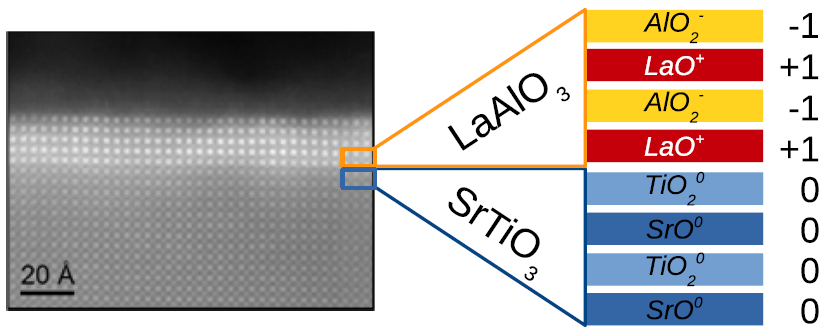 AlO₂⁻ -1
LaO⁺ +1
AlO₂⁻ -1
LaO⁺ +1
TiO₂⁰ 0
SrO⁰ 0
TiO₂⁰ 0
SrO⁰ 0
LaAlO₃
SrTiO₃
20 Å